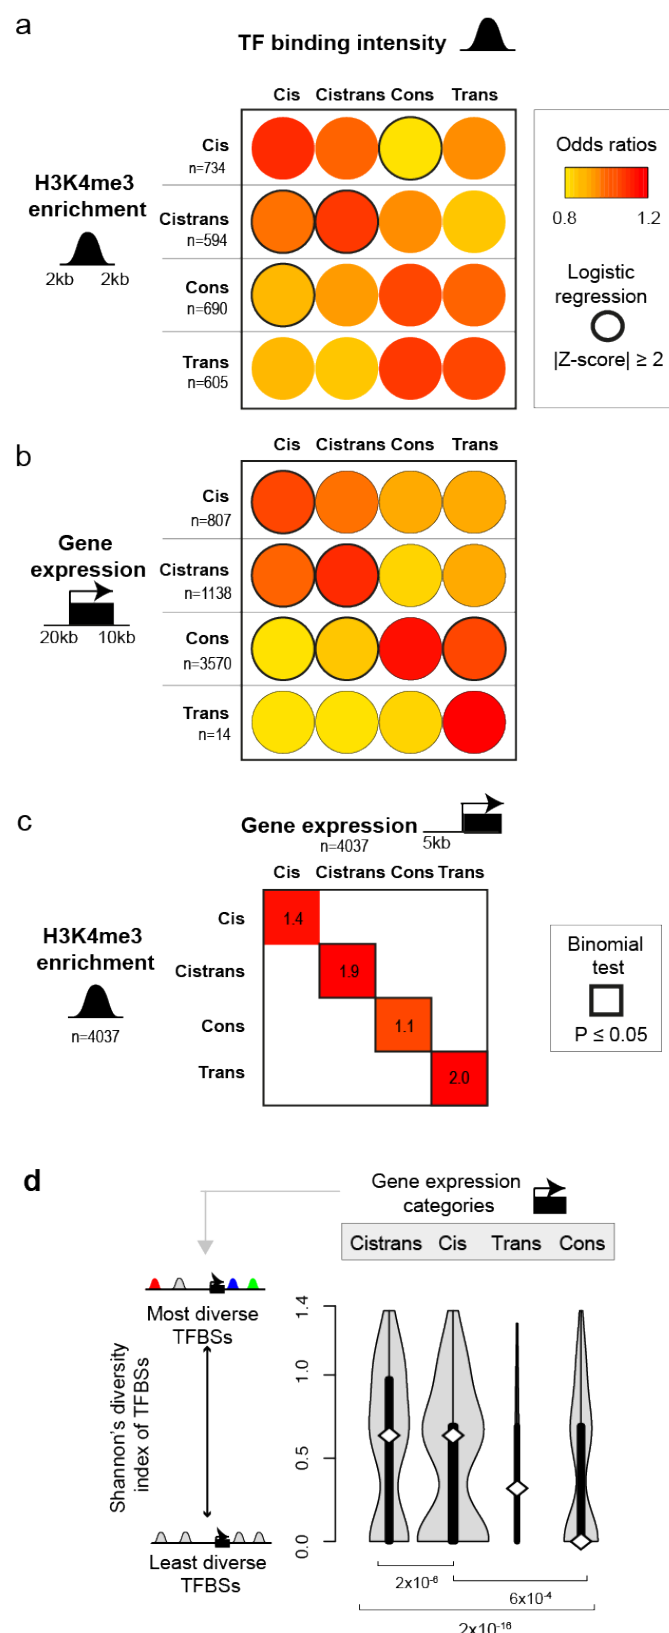 a
TF binding intensity
Cis Cistrans Cons Trans
H3K4me3
enrichment
2kb 2kb
Cis
n=734
Cistrans
n=594
Cons
n=690
Trans
n=605
Odds ratios
0.8 1.2
Logistic
regression
|Z-score| ≥ 2
b
Cis Cistrans Cons Trans
Gene
expression
20kb 10kb
Cis
n=807
Cistrans
n=1138
Cons
n=3570
Trans
n=14
c
Gene expression
n=4037
5kb
Cis Cistrans Cons Trans
H3K4me3
enrichment
n=4037
Cis
1.4
Cistrans
1.9
Cons
1.1
Trans
2.0
Binomial
test
P ≤ 0.05
d
Gene expression
categories
Cistrans Cis Trans Cons
Most diverse
TFBSs
Shannon's diversity
index of TFBSs
Least diverse
TFBSs
1.4
1.0
0.5
0.0
2x10-6
6x10-4
2x10-16